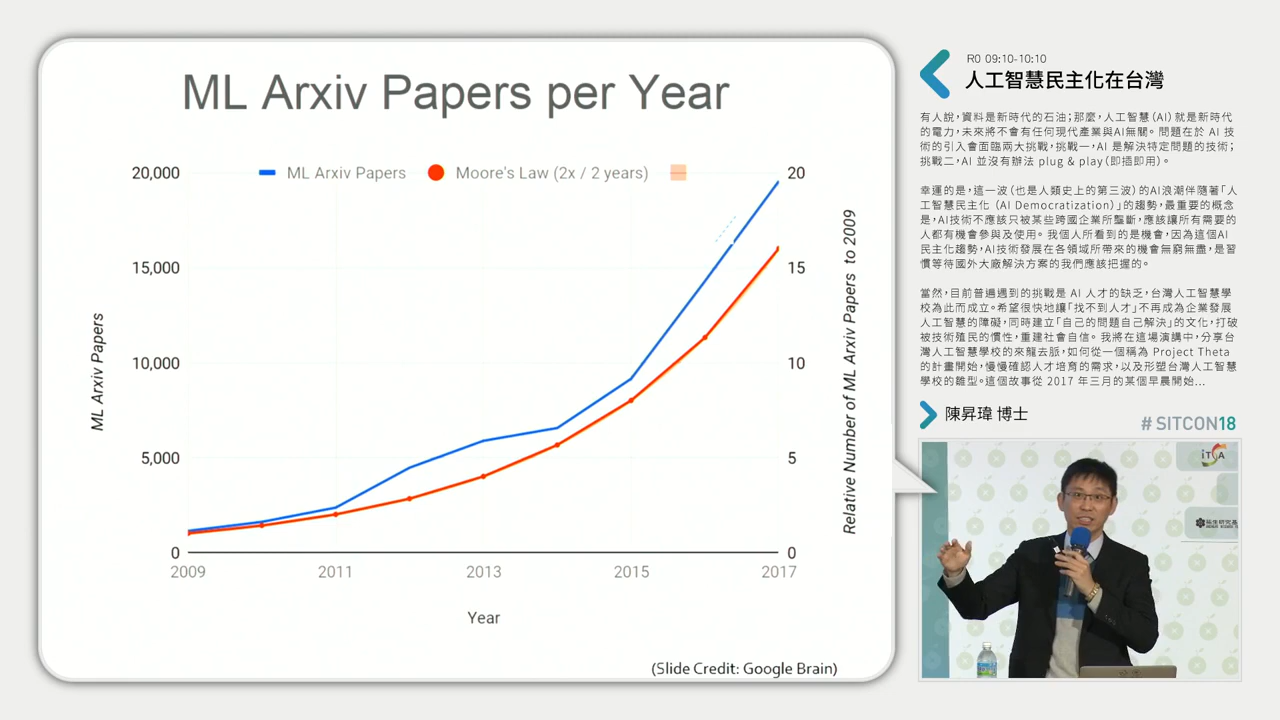 ML Arxiv Papers per Year
ML Arxiv Papers
Moore's Law (2x / 2 years)
20,000
15,000
10,000
5,000
0
20
15
10
5
0
ML Arxiv Papers
Relative Number of ML Arxiv Papers to 2009
2009
2011
2013
2015
2017
Year
(Slide Credit: Google Brain)
R0 09:10-10:10
人工智慧民主化在台灣
有人說,資料是新時代的石油;那麼,人工智慧(AI)就是新時代
的電力,未來將不會有任何現代產業與AI無關。問題在於 AI 技
術的引入會面臨兩大挑戰,挑戰一,AI 是解決特定問題的技術;
挑戰二,AI 並沒有辦法 plug & play(即插即用)。
幸運的是,這一波(也是人類史上的第三波)的AI浪潮伴隨著「人
工智慧民主化 (AI Democratization)」的趨勢,最重要的概念
是,AI技術不應該只被某些跨國企業所壟斷,應該讓所有需要的
人都有機會參與及使用。我個人所看到的是機會,因為這個AI
民主化趨勢,AI技術發展在各領域所帶來的機會無窮無盡,是習
慣等待國外大廠解決方案的我們應該把握的。
當然,目前普遍遇到的挑戰是 AI 人才的缺乏,台灣人工智慧學
校為此而成立。希望很快地讓「找不到人才」不再成為企業發展
人工智慧的障礙,同時建立「自己的問題自己解決」的文化,打破
被技術殖民的慣性,重建社會自信。我將在這場演講中,分享台
灣人工智慧學校的來龍去脈,如何從一個稱為 Project Theta
的計畫開始,慢慢確認人才培育的需求,以及形塑台灣人工智慧
學校的雛型。這個故事從 2017 年三月的某個早晨開始...
陳昇瑋 博士
# SITCON18